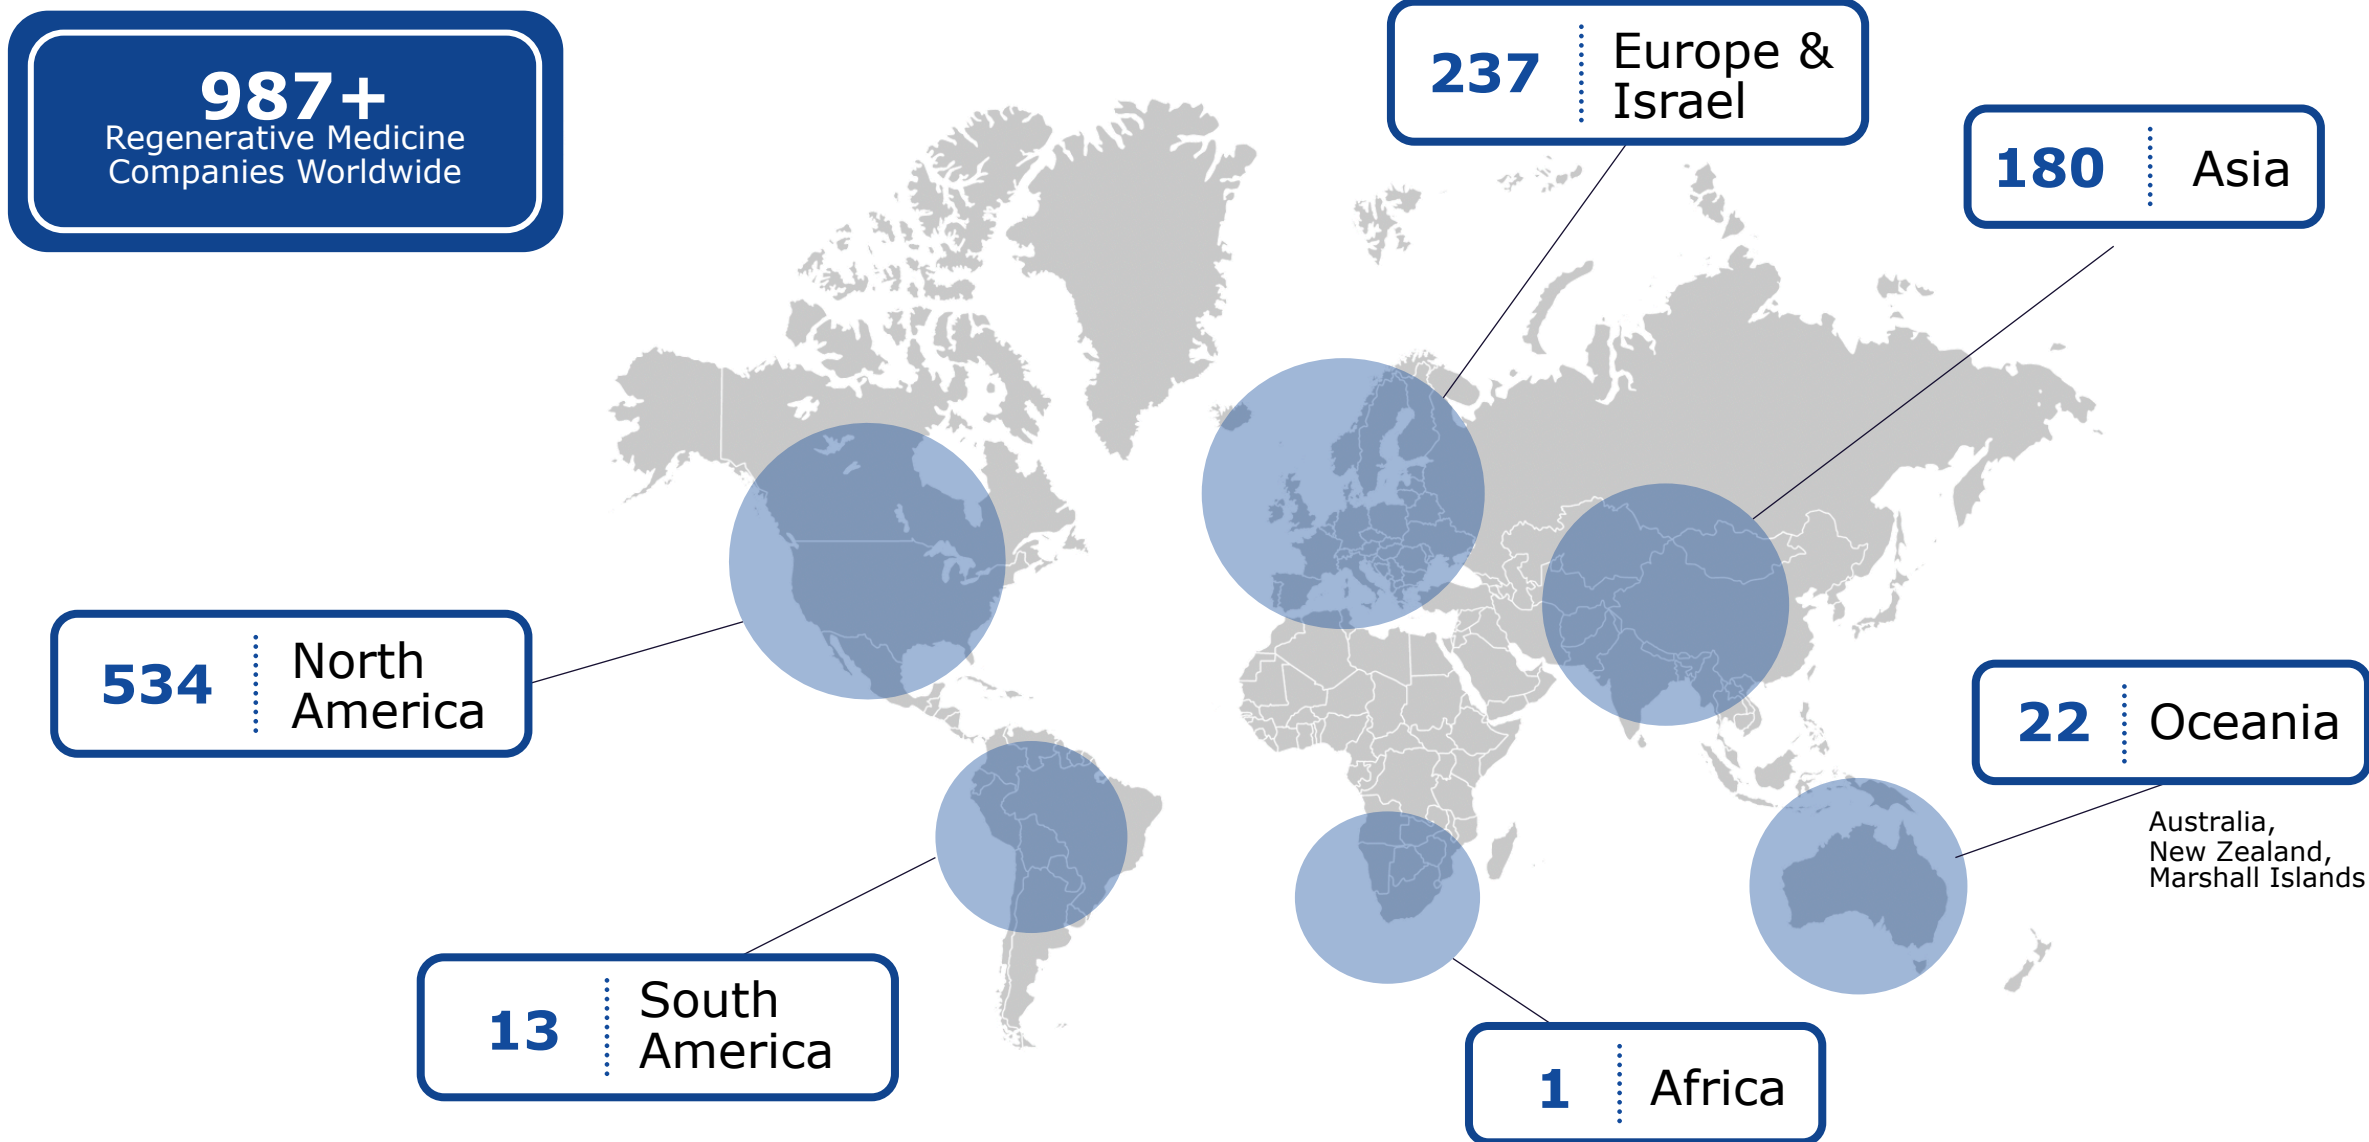 987+
Regenerative Medicine
Companies Worldwide
237
Europe &
Israel
180
Asia
534
North
America
22
Oceania
Australia,
New Zealand,
Marshall Islands
13
South
America
1
Africa